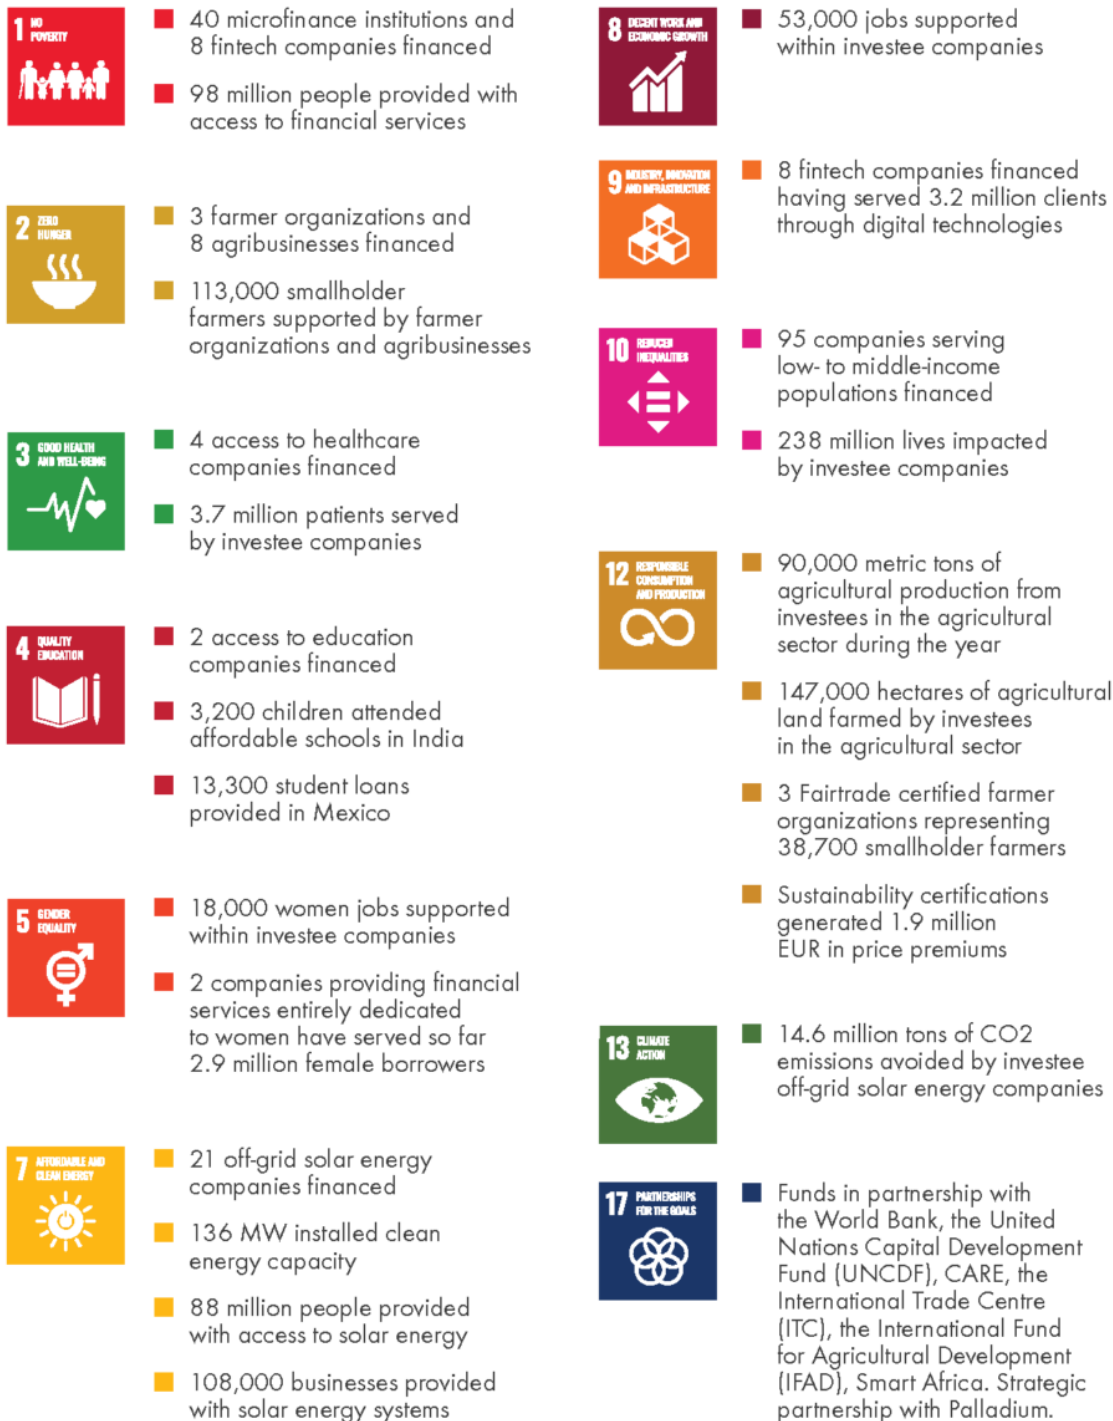 1 NO
POVERTY
40 microfinance institutions and
8 fintech companies financed
98 million people provided with
access to financial services
2 ZERO
HUNGER
3 farmer organizations and
8 agribusinesses financed
113,000 smallholder
farmers supported by farmer
organizations and agribusinesses
3 GOOD HEALTH
AND WELL-BEING
4 access to healthcare
companies financed
3.7 million patients served
by investee companies
4 QUALITY
EDUCATION
2 access to education
companies financed
3,200 children attended
affordable schools in India
13,300 student loans
provided in Mexico
5 GENDER
EQUALITY
18,000 women jobs supported
within investee companies
2 companies providing financial
services entirely dedicated
to women have served so far
2.9 million female borrowers
7 AFFORDABLE AND
CLEAN ENERGY
21 off-grid solar energy
companies financed
136 MW installed clean
energy capacity
88 million people provided
with access to solar energy
108,000 businesses provided
with solar energy systems
8 DECENT WORK AND
ECONOMIC GROWTH
53,000 jobs supported
within investee companies
9 INDUSTRY, INNOVATION
AND INFRASTRUCTURE
8 fintech companies financed
having served 3.2 million clients
through digital technologies
10 REDUCED
INEQUALITIES
95 companies serving
low- to middle-income
populations financed
238 million lives impacted
by investee companies
12 RESPONSIBLE
CONSUMPTION
AND PRODUCTION
90,000 metric tons of
agricultural production from
investees in the agricultural
sector during the year
147,000 hectares of agricultural
land farmed by investees
in the agricultural sector
3 Fairtrade certified farmer
organizations representing
38,700 smallholder farmers
Sustainability certifications
generated 1.9 million
EUR in price premiums
13 CLIMATE
ACTION
14.6 million tons of CO2
emissions avoided by investee
off-grid solar energy companies
17 PARTNERSHIPS
FOR THE GOALS
Funds in partnership with
the World Bank, the United
Nations Capital Development
Fund (UNCDF), CARE, the
International Trade Centre
(ITC), the International Fund
for Agricultural Development
(IFAD), Smart Africa. Strategic
partnership with Palladium.